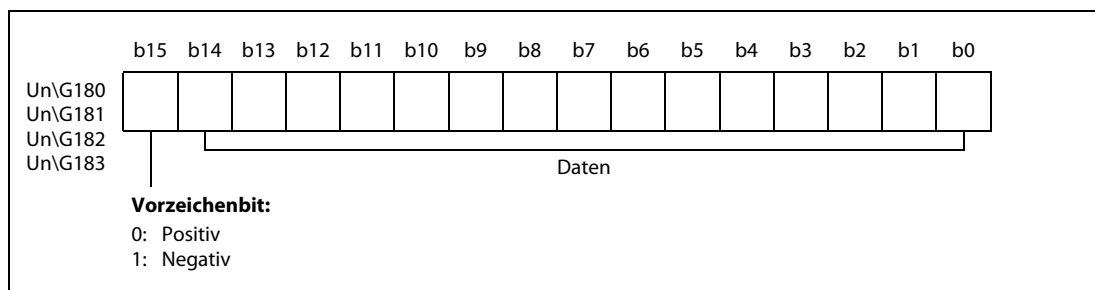 b15 b14 b13 b12 b11 b10 b9 b8 b7 b6 b5 b4 b3 b2 b1 b0
Un\G180
Un\G181
Un\G182
Un\G183
Daten
Vorzeichenbit:
0: Positiv
1: Negativ